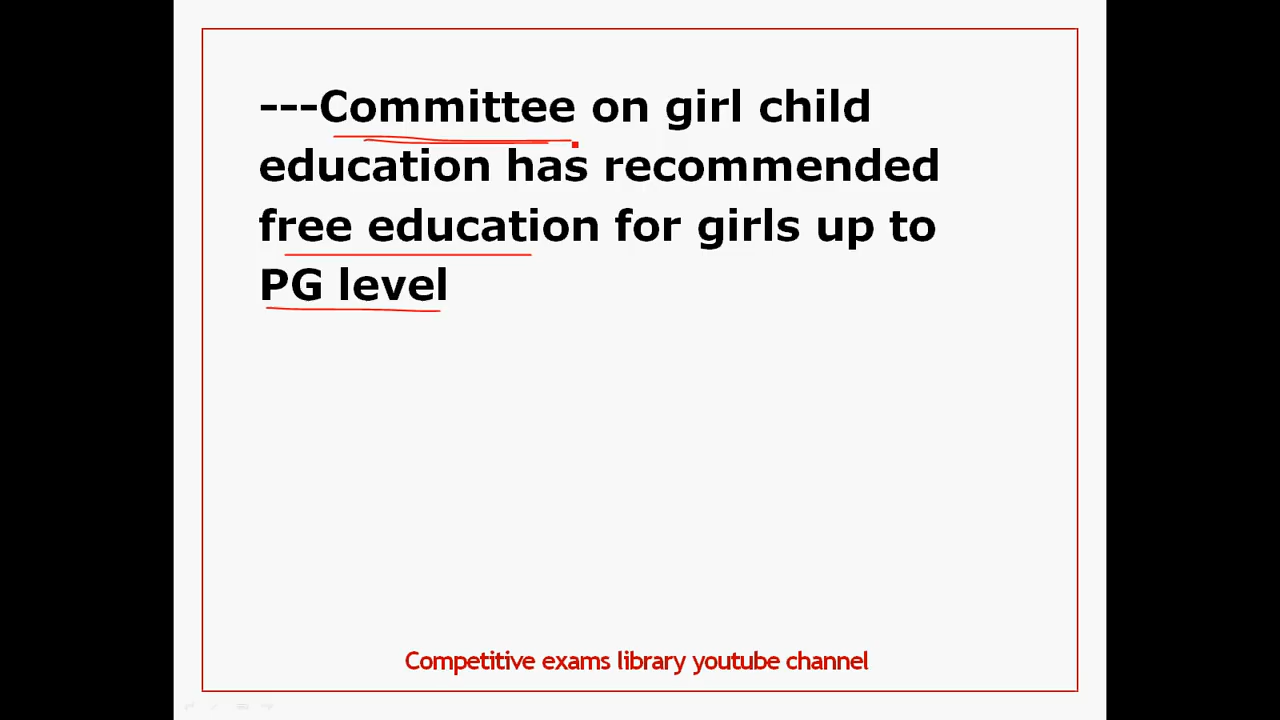 ---Committee on girl child
education has recommended
free education for girls up to
PG level
Competitive exams library youtube channel